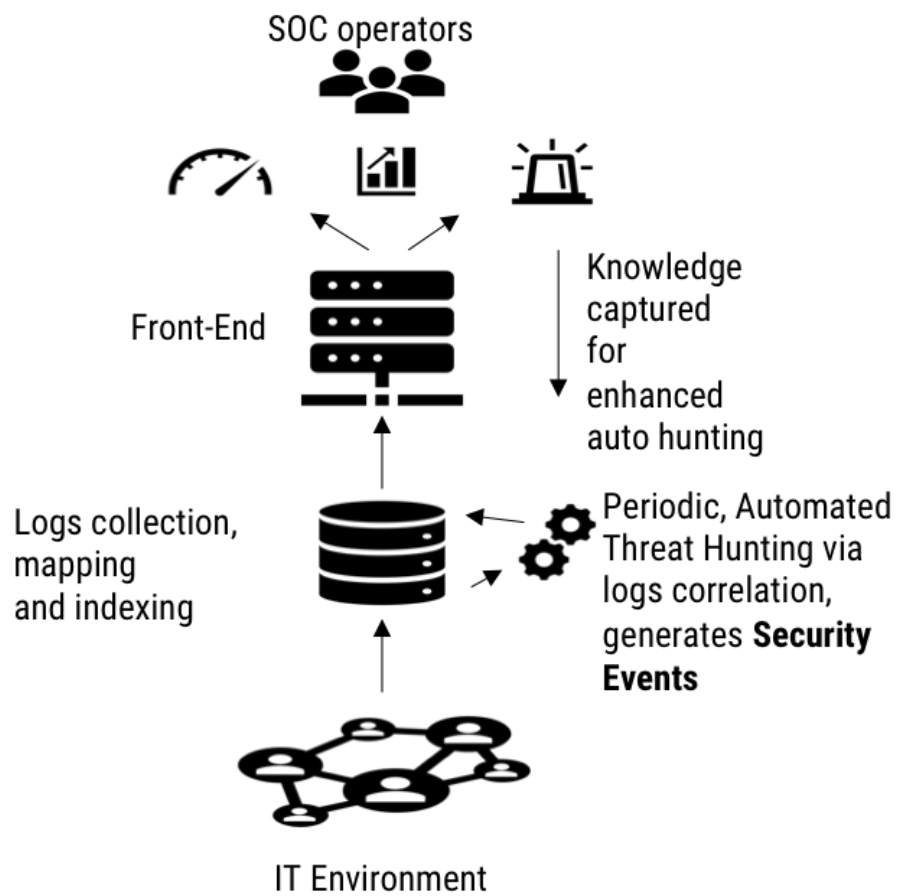 SOC operators
Knowledge
captured
for
enhanced
auto hunting
Front-End
Logs collection,
mapping
and indexing
Periodic, Automated
Threat Hunting via
logs correlation,
generates Security
Events
IT Environment